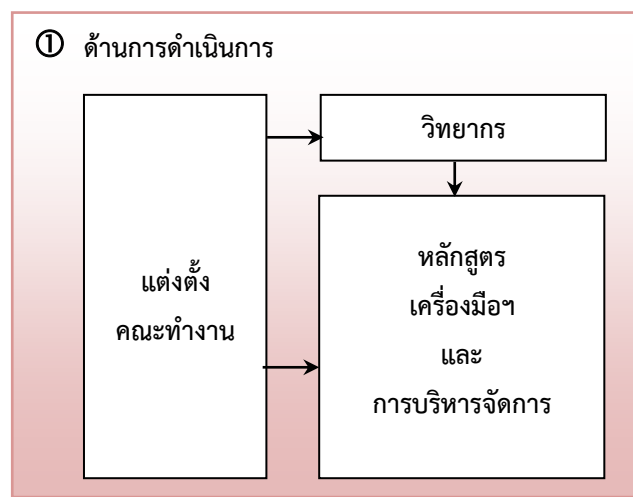 ① ด้านการดำเนินการ
แต่งตั้ง
คณะทำงาน
วิทยากร
หลักสูตร
เครื่องมือฯ
และ
การบริหารจัดการ